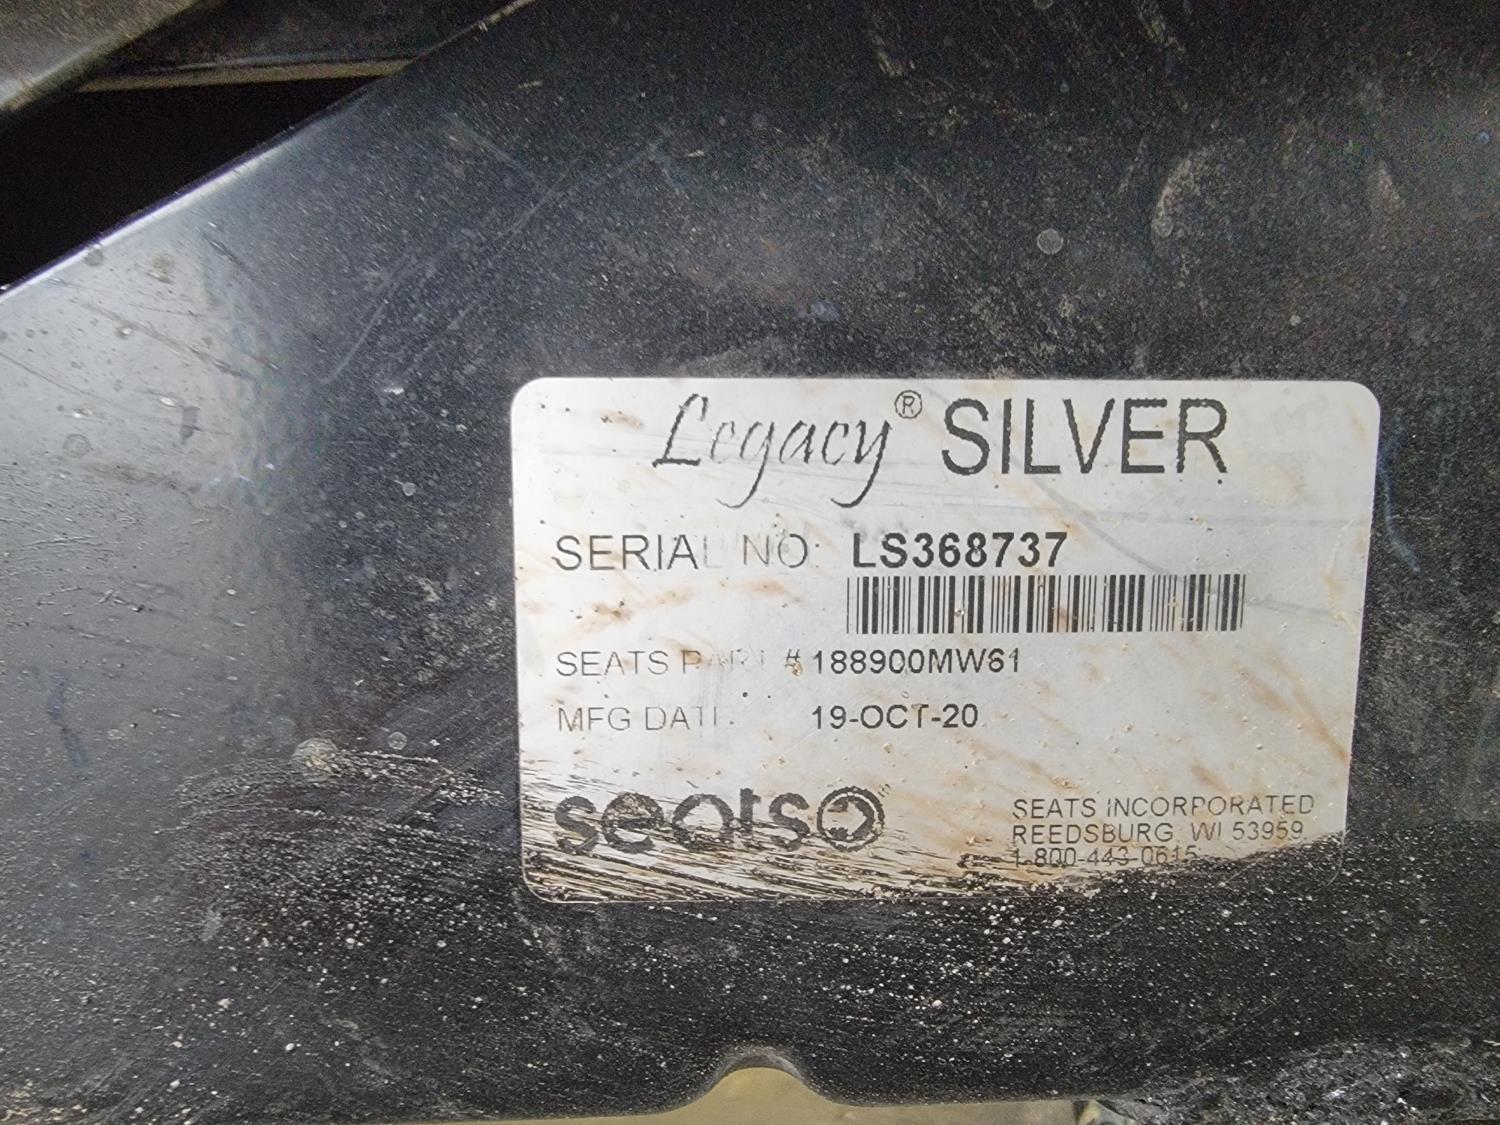 Legacy® SILVER
SERIAL NO: LS368737
SEATS PART # 188900MW61
MFG DATE: 19-OCT-20
seats
SEATS INCORPORATED
REEDSBURG, WI 53959
1-800-443-0615